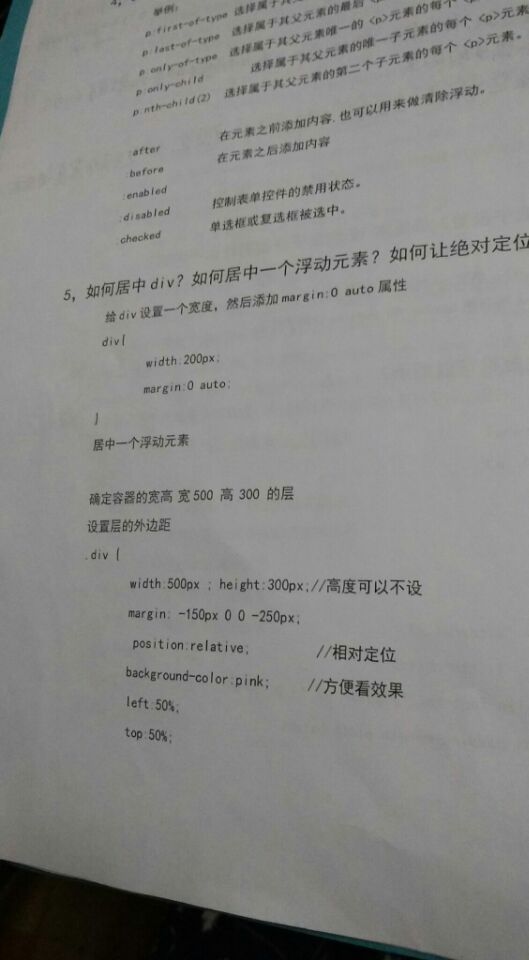 举例:
p:first-of-type 选择属于其父
p:last-of-type 选择属于其父元素的最后
p:only-of-type 选择属于其父元素唯一的 <p>元素的每个 <p>
p:only-child 选择属于其父元素的唯一子元素的每个 <p>元素
p:nth-child(2) 选择属于其父元素的第二个子元素的每个 <p>元素。
:after 在元素之前添加内容,也可以用来做清除浮动。
:before 在元素之后添加内容
:enabled
:disabled 控制表单控件的禁用状态。
:checked 单选框或复选框被选中。
5, 如何居中 div? 如何居中一个浮动元素? 如何让绝对定位
给 div 设置一个宽度, 然后添加 margin:0 auto 属性
div{
width:200px;
margin:0 auto;
}
居中一个浮动元素
确定容器的宽高 宽 500 高 300 的层
设置层的外边距
.div {
width:500px ; height:300px;//高度可以不设
margin: -150px 0 0 -250px;
position:relative; //相对定位
background-color:pink; //方便看效果
left:50%;
top:50%;